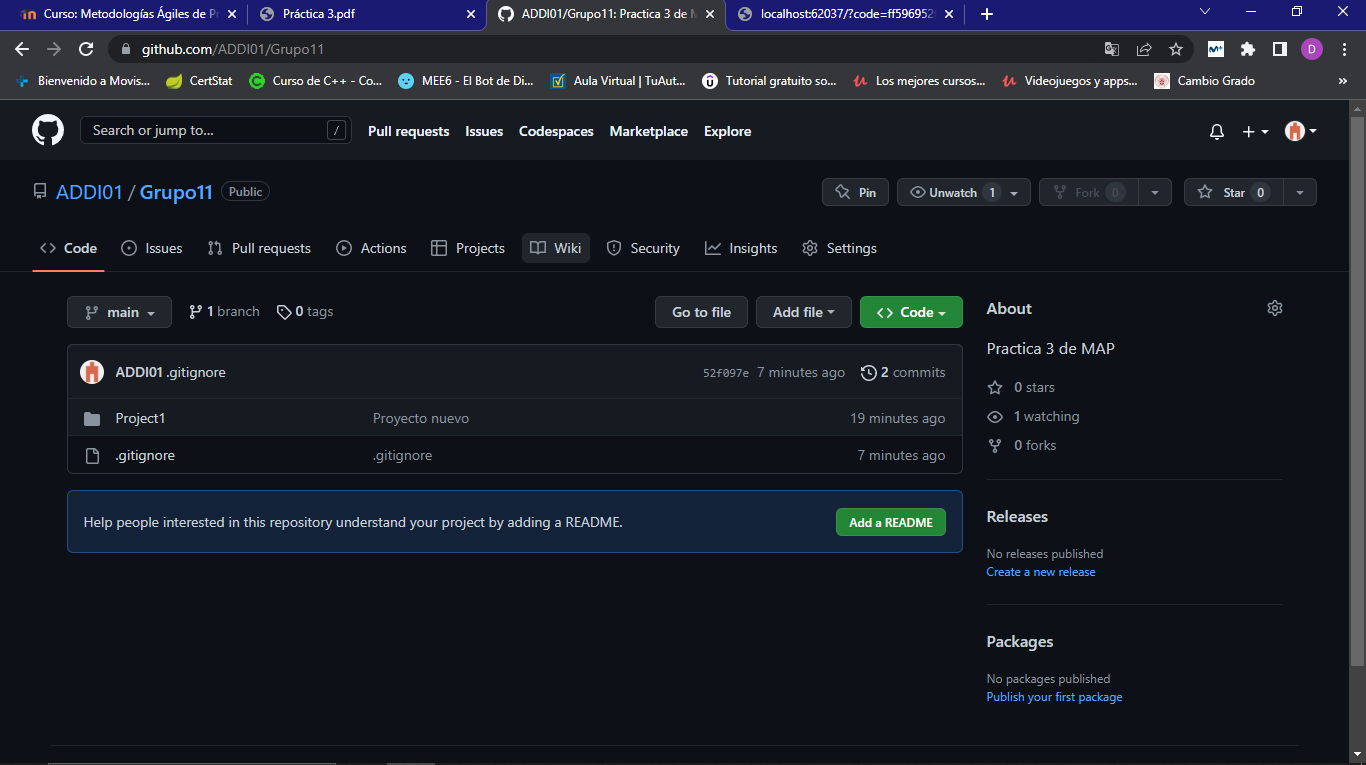 Curso: Metodologías Ágiles de P
Práctica 3.pdf
ADDI01/Grupo11: Practica 3 de M
localhost:62037/?code=ff596952
github.com/ADDI01/Grupo11
D
Bienvenido a Movis...
CertStat
Curso de C++ - Co...
MEE6 - El Bot de Di...
Aula Virtual | TuAut...
Tutorial gratuito so...
Los mejores cursos...
Videojuegos y apps...
Cambio Grado
»
Search or jump to... /
Pull requests Issues Codespaces Marketplace Explore
ADDI01 / Grupo11 Public
Pin
Unwatch 1
Fork 0
Star 0
Code
Issues
Pull requests
Actions
Projects
Wiki
Security
Insights
Settings
main
1 branch
0 tags
Go to file
Add file
Code
ADDI01 .gitignore 52f097e 7 minutes ago 2 commits
Project1 Proyecto nuevo 19 minutes ago
.gitignore .gitignore 7 minutes ago
Help people interested in this repository understand your project by adding a README.
Add a README
About
Practica 3 de MAP
0 stars
1 watching
0 forks
Releases
No releases published
Create a new release
Packages
No packages published
Publish your first package